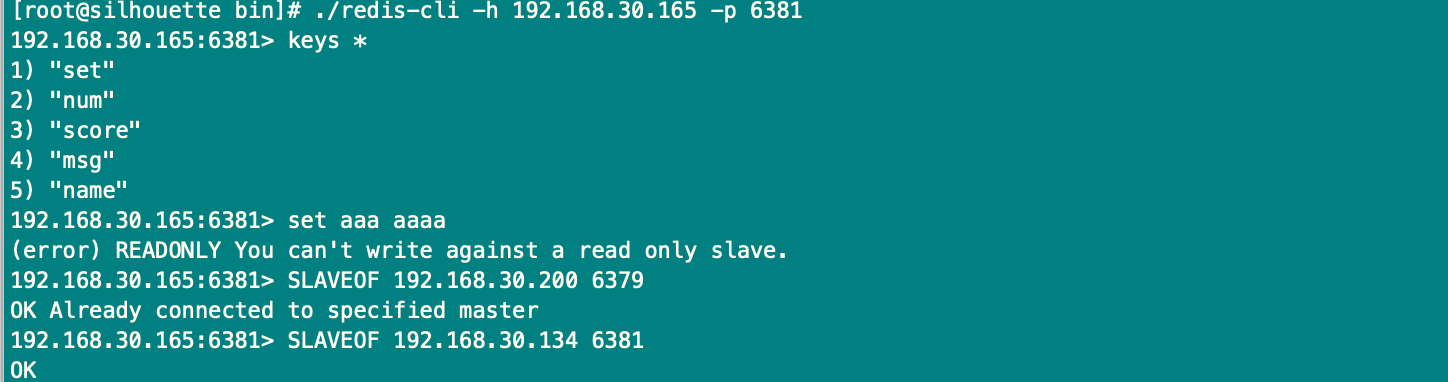 [root@silhouette bin]# ./redis-cli -h 192.168.30.165 -p 6381
192.168.30.165:6381> keys *
1) "set"
2) "num"
3) "score"
4) "msg"
5) "name"
192.168.30.165:6381> set aaa aaaa
(error) READONLY You can't write against a read only slave.
192.168.30.165:6381> SLAVEOF 192.168.30.200 6379
OK Already connected to specified master
192.168.30.165:6381> SLAVEOF 192.168.30.134 6381
OK